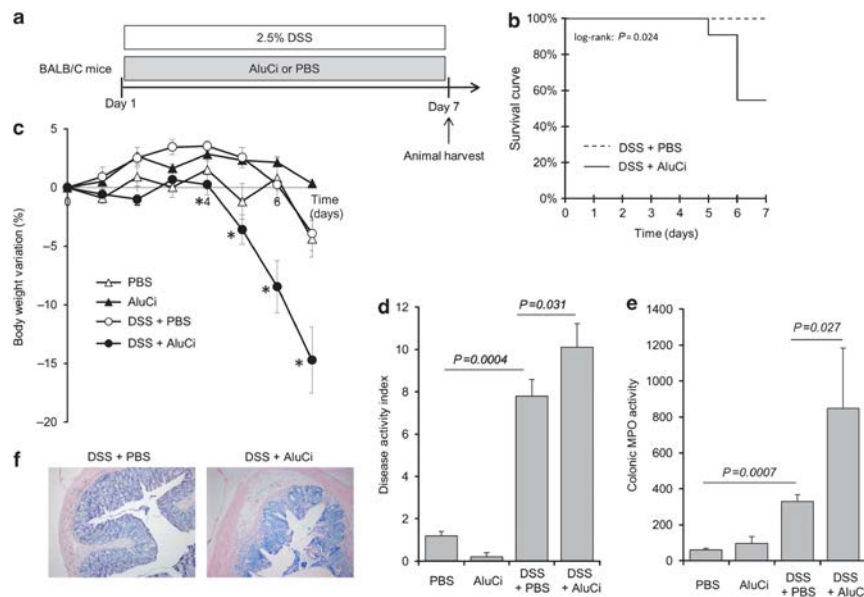 a
2.5% DSS
BALB/C mice
AluCi or PBS
Day 1
Day 7
Animal harvest
b
Survival curve
100%
80%
60%
40%
20%
0%
log-rank: P=0.024
DSS + PBS
DSS + AluCi
0 1 2 3 4 5 6 7
Time (days)
c
Body weight variation (%)
5
0
−5
−10
−15
−20
0
*4
6
Time
(days)
*
*
*
PBS
AluCi
DSS + PBS
DSS + AluCi
d
Disease activity index
12
10
8
6
4
2
0
P=0.0004
P=0.031
PBS AluCi DSS + PBS DSS + AluCi
e
Colonic MPO activity
1400
1200
1000
800
600
400
200
0
P=0.0007
P=0.027
PBS AluCi DSS + PBS DSS + AluCi
f
DSS + PBS
DSS + AluCi